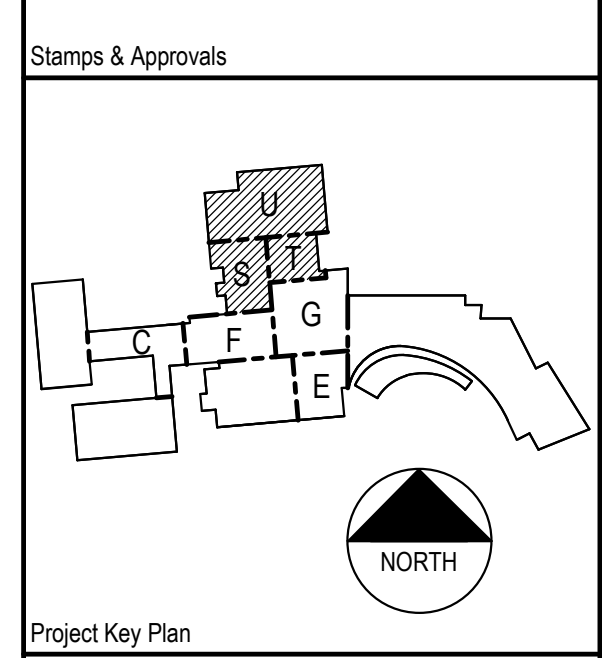 Stamps & Approvals
U
S T
G
C F
E
NORTH
Project Key Plan